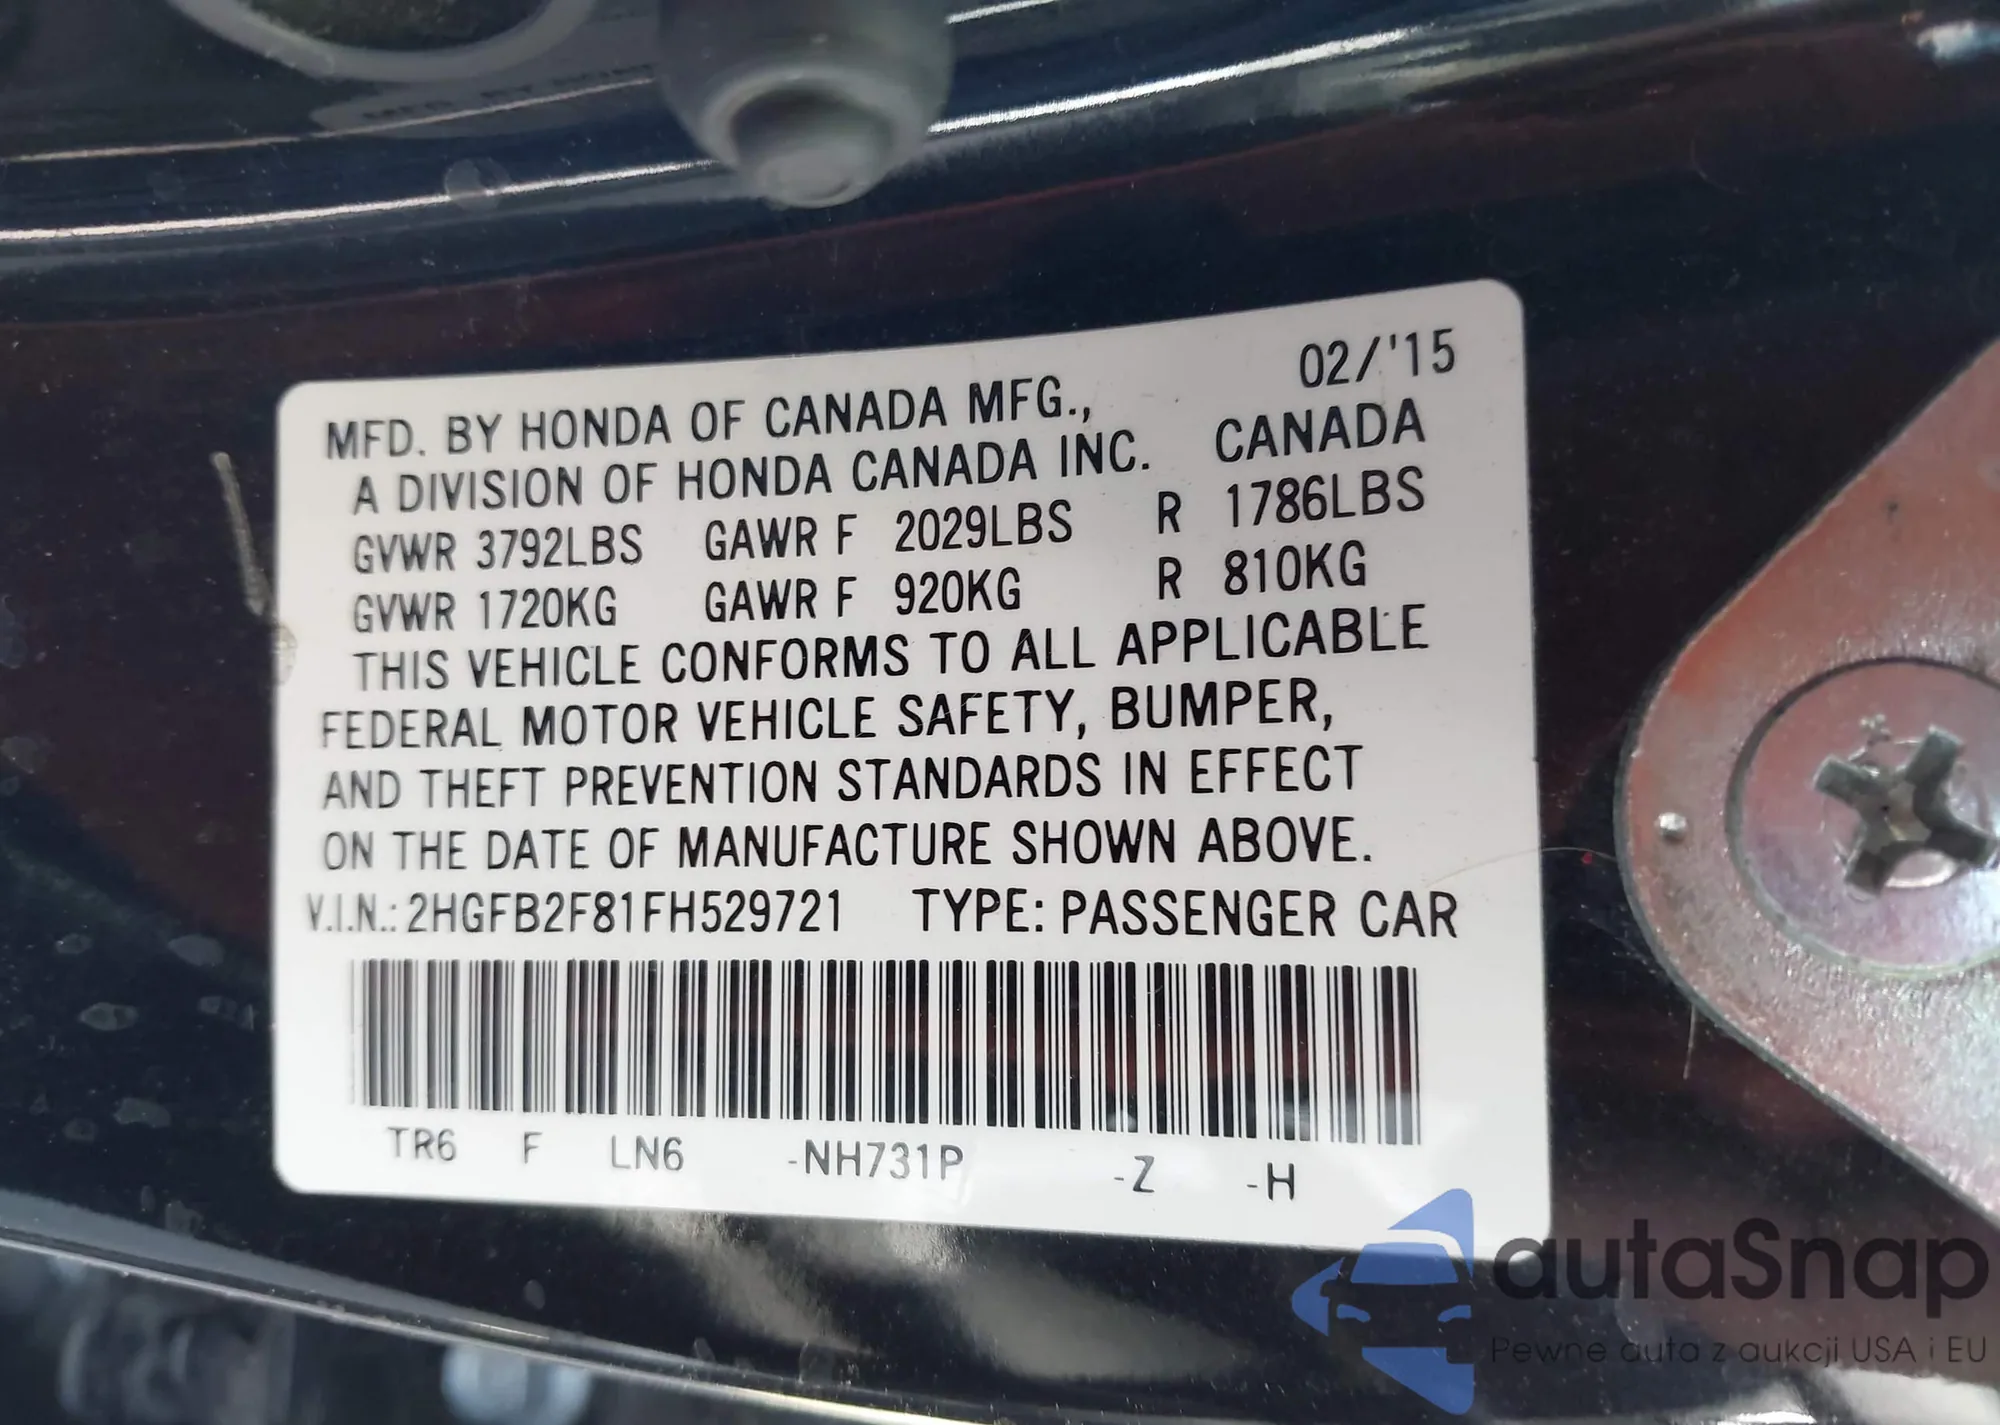 02/'15
MFD. BY HONDA OF CANADA MFG.,
A DIVISION OF HONDA CANADA INC. CANADA
GVWR 3792LBS GAWR F 2029LBS R 1786LBS
GVWR 1720KG GAWR F 920KG R 810KG
THIS VEHICLE CONFORMS TO ALL APPLICABLE
FEDERAL MOTOR VEHICLE SAFETY, BUMPER,
AND THEFT PREVENTION STANDARDS IN EFFECT
ON THE DATE OF MANUFACTURE SHOWN ABOVE.
V.I.N.: 2HGFB2F81FH529721 TYPE: PASSENGER CAR
TR6 F LN6 -NH731P -Z -H
autaSnap
Pewne auta z aukcji USA i EU